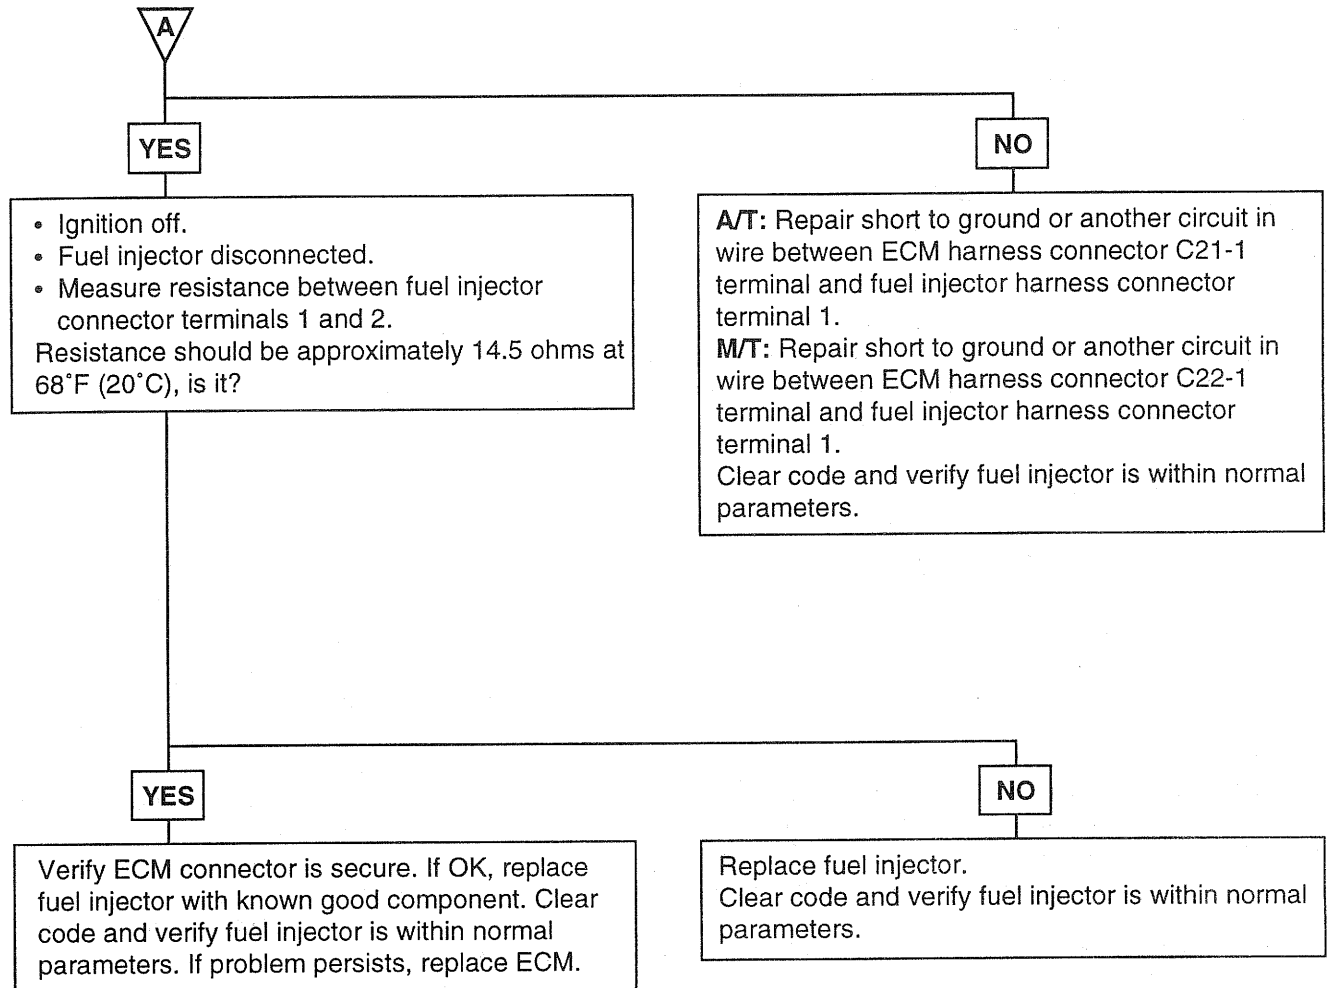 A
YES
NO
• Ignition off.
• Fuel injector disconnected.
• Measure resistance between fuel injector
connector terminals 1 and 2.
Resistance should be approximately 14.5 ohms at
68°F (20°C), is it?
A/T: Repair short to ground or another circuit in
wire between ECM harness connector C21-1
terminal and fuel injector harness connector
terminal 1.
M/T: Repair short to ground or another circuit in
wire between ECM harness connector C22-1
terminal and fuel injector harness connector
terminal 1.
Clear code and verify fuel injector is within normal
parameters.
YES
NO
Verify ECM connector is secure. If OK, replace
fuel injector with known good component. Clear
code and verify fuel injector is within normal
parameters. If problem persists, replace ECM.
Replace fuel injector.
Clear code and verify fuel injector is within normal
parameters.